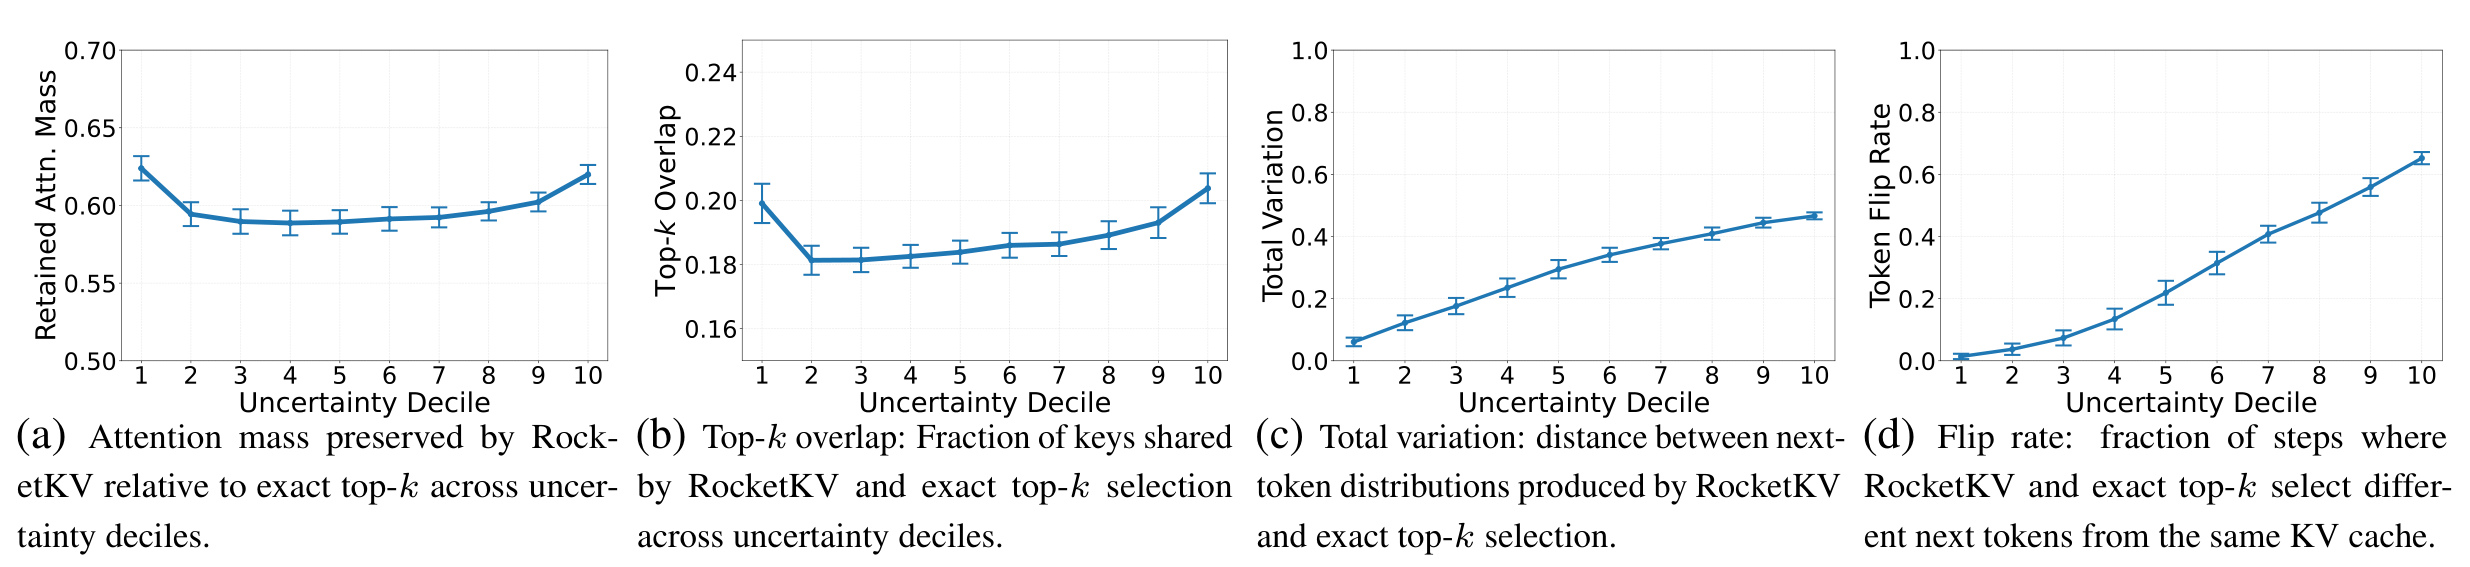 0.70
0.65
0.60
0.55
0.50
Retained Attn. Mass
1 2 3 4 5 6 7 8 9 10
Uncertainty Decile
(a) Attention mass preserved by Rock-
etKV relative to exact top-k across uncer-
tainty deciles.
0.24
0.22
0.20
0.18
0.16
Top-k Overlap
1 2 3 4 5 6 7 8 9 10
Uncertainty Decile
(b) Top-k overlap: Fraction of keys shared
by RocketKV and exact top-k selection
across uncertainty deciles.
1.0
0.8
0.6
0.4
0.2
0.0
Total Variation
1 2 3 4 5 6 7 8 9 10
Uncertainty Decile
(c) Total variation: distance between next-
token distributions produced by RocketKV
and exact top-k selection.
1.0
0.8
0.6
0.4
0.2
0.0
Token Flip Rate
1 2 3 4 5 6 7 8 9 10
Uncertainty Decile
(d) Flip rate: fraction of steps where
RocketKV and exact top-k select differ-
ent next tokens from the same KV cache.